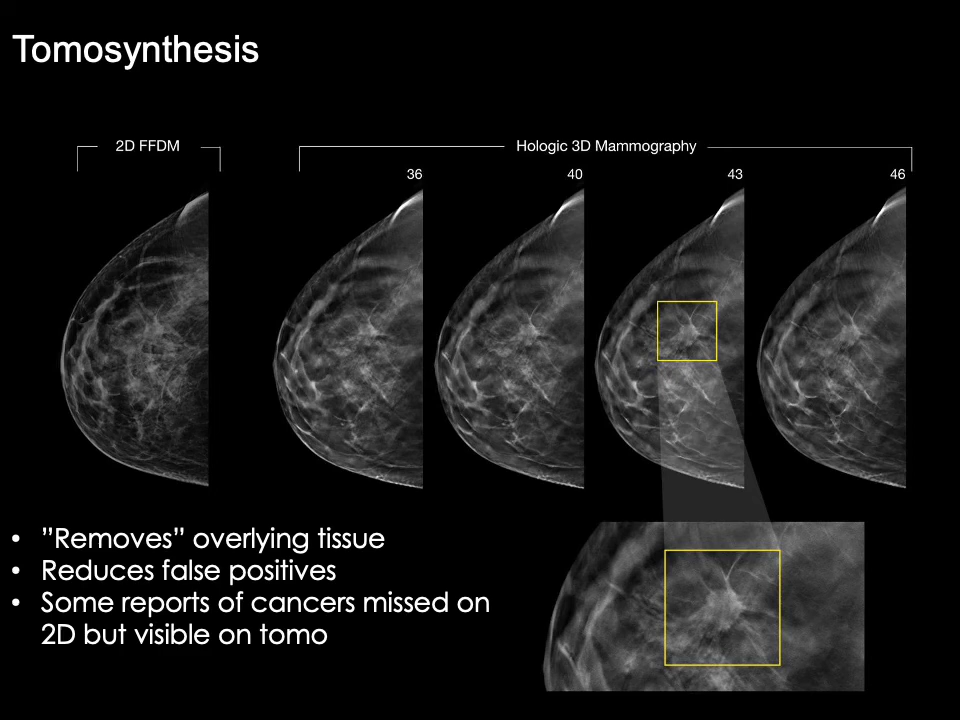 Tomosynthesis
2D FFDM
Hologic 3D Mammography
36
40
43
46
• ”Removes” overlying tissue
• Reduces false positives
• Some reports of cancers missed on
2D but visible on tomo